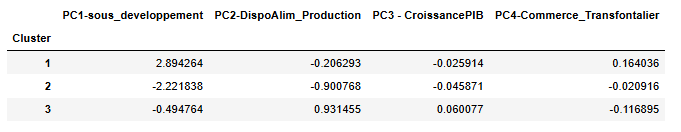 PC1-sous_developpement PC2-DispoAlim_Production PC3 - CroissancePIB PC4-Commerce_Transfontalier
Cluster
1 2.894264 -0.206293 -0.025914 0.164036
2 -2.221838 -0.900768 -0.045871 -0.020916
3 -0.494764 0.931455 0.060077 -0.116895